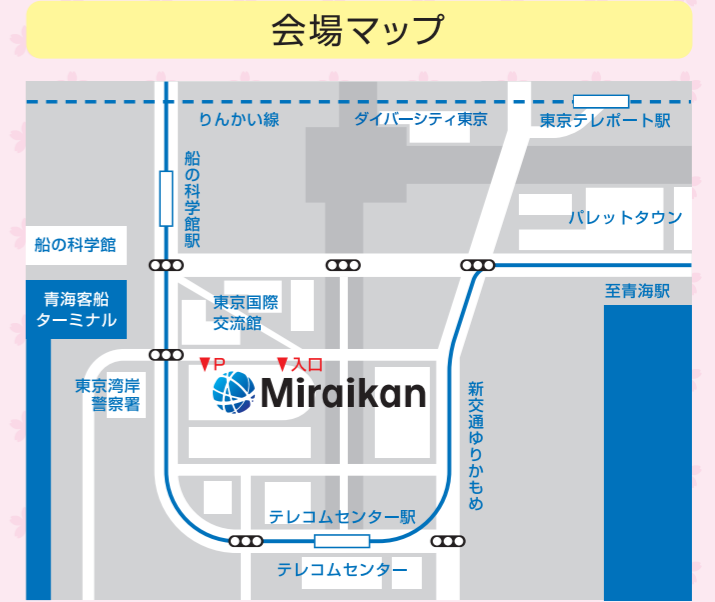 会場マップ
りんかい線
ダイバーシティ東京
東京テレポート駅
船の科学館駅
パレットタウン
船の科学館
青海客船
ターミナル
東京国際
交流館
至青海駅
▼P
▼入口
Miraikan
東京湾岸
警察署
新交通ゆりかもめ
テレコムセンター駅
テレコムセンター